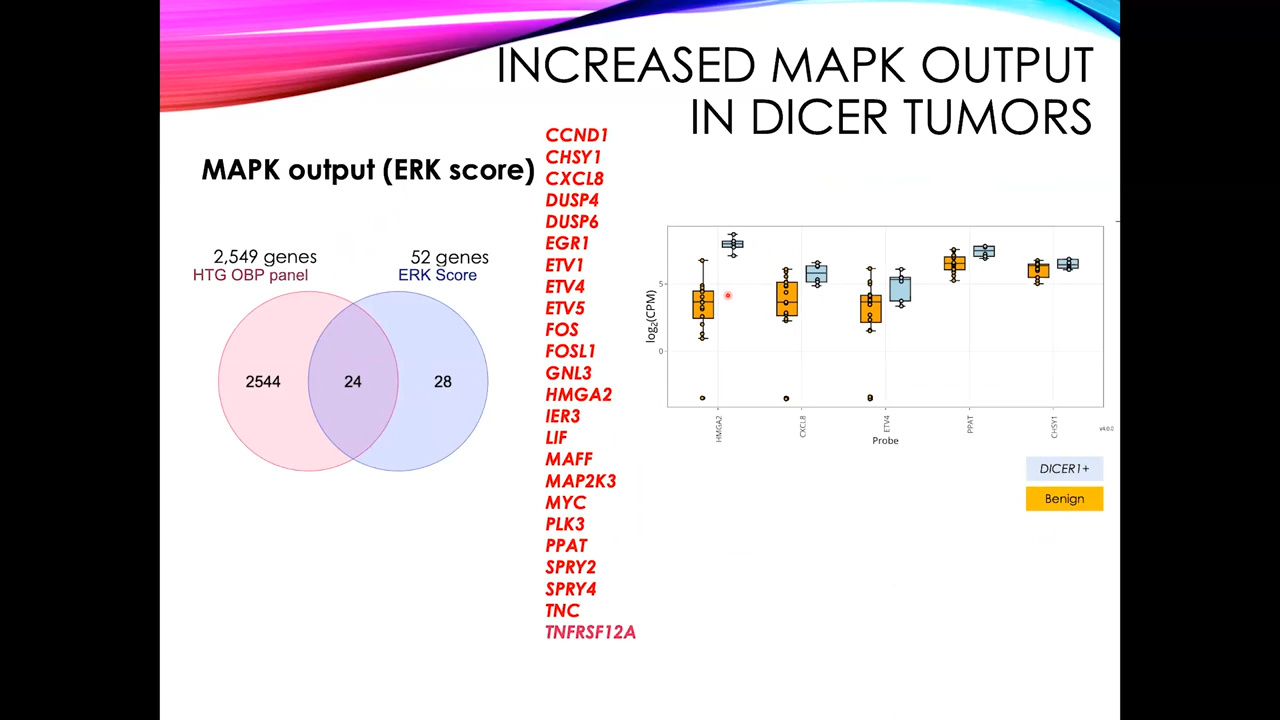 INCREASED MAPK OUTPUT
IN DICER TUMORS
MAPK output (ERK score)
2,549 genes
HTG OBP panel
52 genes
ERK Score
2544
24
28
CCND1
CHSY1
CXCL8
DUSP4
DUSP6
EGR1
ETV1
ETV4
ETV5
FOS
FOSL1
GNL3
HMGA2
IER3
LIF
MAFF
MAP2K3
MYC
PLK3
PPAT
SPRY2
SPRY4
TNC
TNFRSF12A
log2(CPM)
5
0
HMGA2
CXCL8
ETV4
PPAT
CHSY1
Probe
v4.0.0
DICER1+
Benign